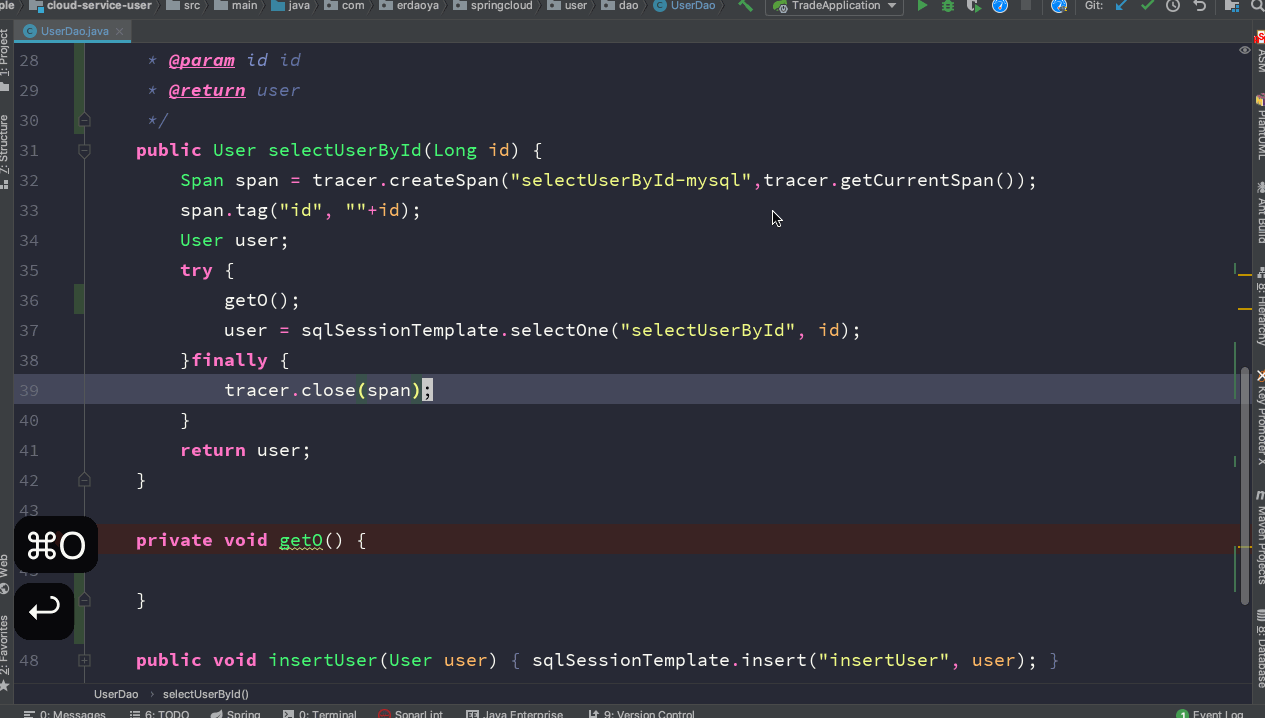 ple cloud-service-user src main java com erdaoya springcloud user dao UserDao TradeApplication Git:
UserDao.java
28 * @param id id
29 * @return user
30 */
31 public User selectUserById(Long id) {
32 Span span = tracer.createSpan("selectUserById-mysql",tracer.getCurrentSpan());
33 span.tag("id", ""+id);
34 User user;
35 try {
36 getO();
37 user = sqlSessionTemplate.selectOne("selectUserById", id);
38 }finally {
39 tracer.close(span);
40 }
41 return user;
42 }
43
private void getO() {
}
48 public void insertUser(User user) { sqlSessionTemplate.insert("insertUser", user); }
⌘O
1: Project
Z: Structure
Web
2: Favorites
ASM
PlantUML
Ant Build
8: Hierarchy
Key Promoter X
Maven Projects
Database
UserDao › selectUserById()
0: Messages 6: TODO Spring 0: Terminal SonarLint Java Enterprise 9: Version Control 1 Event Log